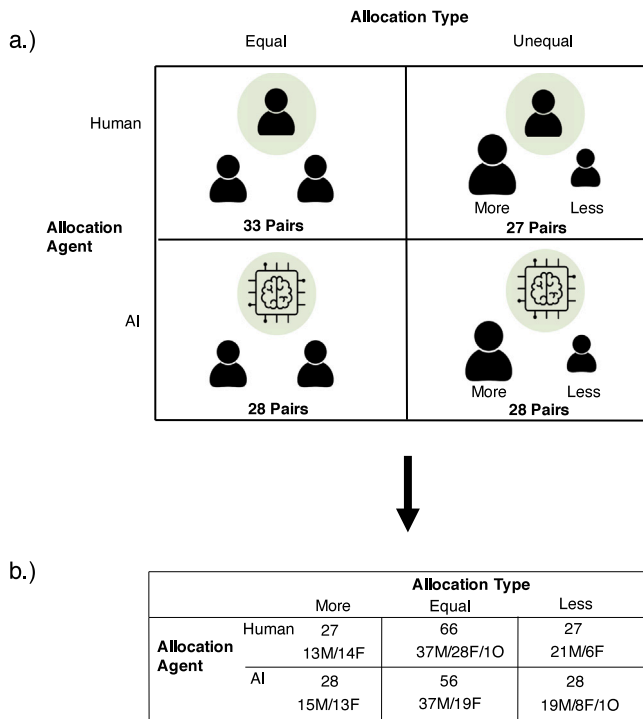 a.)
Allocation Type
Equal Unequal
Human
Allocation
Agent
AI
33 Pairs
More Less
27 Pairs
28 Pairs
More Less
28 Pairs
b.)
Allocation Type
More Equal Less
Allocation
Agent
Human 27 66 27
13M/14F 37M/28F/1O 21M/6F
AI 28 56 28
15M/13F 37M/19F 19M/8F/1O